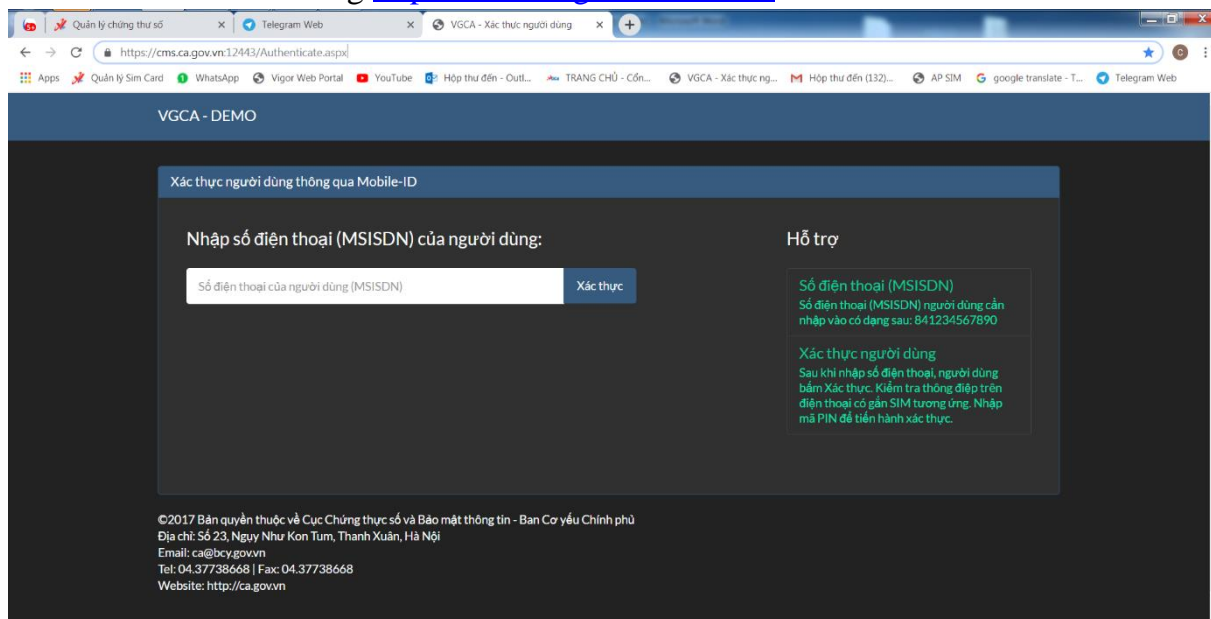 Quản lý chứng thư số
Telegram Web
VGCA - Xác thực người dùng
https://cms.ca.gov.vn:12443/Authenticate.aspx
Apps
Quản lý Sim Card
WhatsApp
Vigor Web Portal
YouTube
Hộp thư đến - Outl...
TRANG CHỦ - Cổn...
VGCA - Xác thực ng...
Hộp thư đến (132)...
AP SIM
google translate - T...
Telegram Web
VGCA - DEMO
Xác thực người dùng thông qua Mobile-ID
Nhập số điện thoại (MSISDN) của người dùng:
Số điện thoại của người dùng (MSISDN)
Xác thực
Hỗ trợ
Số điện thoại (MSISDN)
Số điện thoại (MSISDN) người dùng cần
nhập vào có dạng sau: 841234567890
Xác thực người dùng
Sau khi nhập số điện thoại, người dùng
bấm Xác thực. Kiểm tra thông điệp trên
điện thoại có gắn SIM tương ứng. Nhập
mã PIN để tiến hành xác thực.
©2017 Bản quyền thuộc về Cục Chứng thực số và Bảo mật thông tin - Ban Cơ yếu Chính phủ
Địa chỉ: Số 23, Ngụy Như Kon Tum, Thanh Xuân, Hà Nội
Email: ca@bcy.gov.vn
Tel: 04.37738668 | Fax: 04.37738668
Website: http://ca.gov.vn